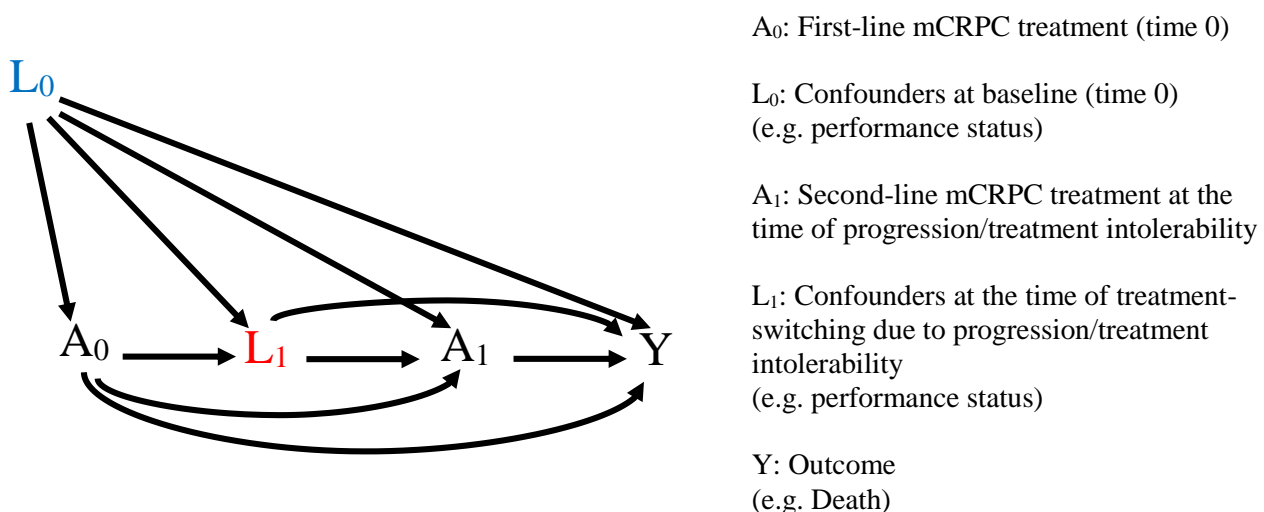 L₀
A₀
L₁
A₁
Y
A₀: First-line mCRPC treatment (time 0)
L₀: Confounders at baseline (time 0)
(e.g. performance status)
A₁: Second-line mCRPC treatment at the
time of progression/treatment intolerability
L₁: Confounders at the time of treatment-
switching due to progression/treatment
intolerability
(e.g. performance status)
Y: Outcome
(e.g. Death)